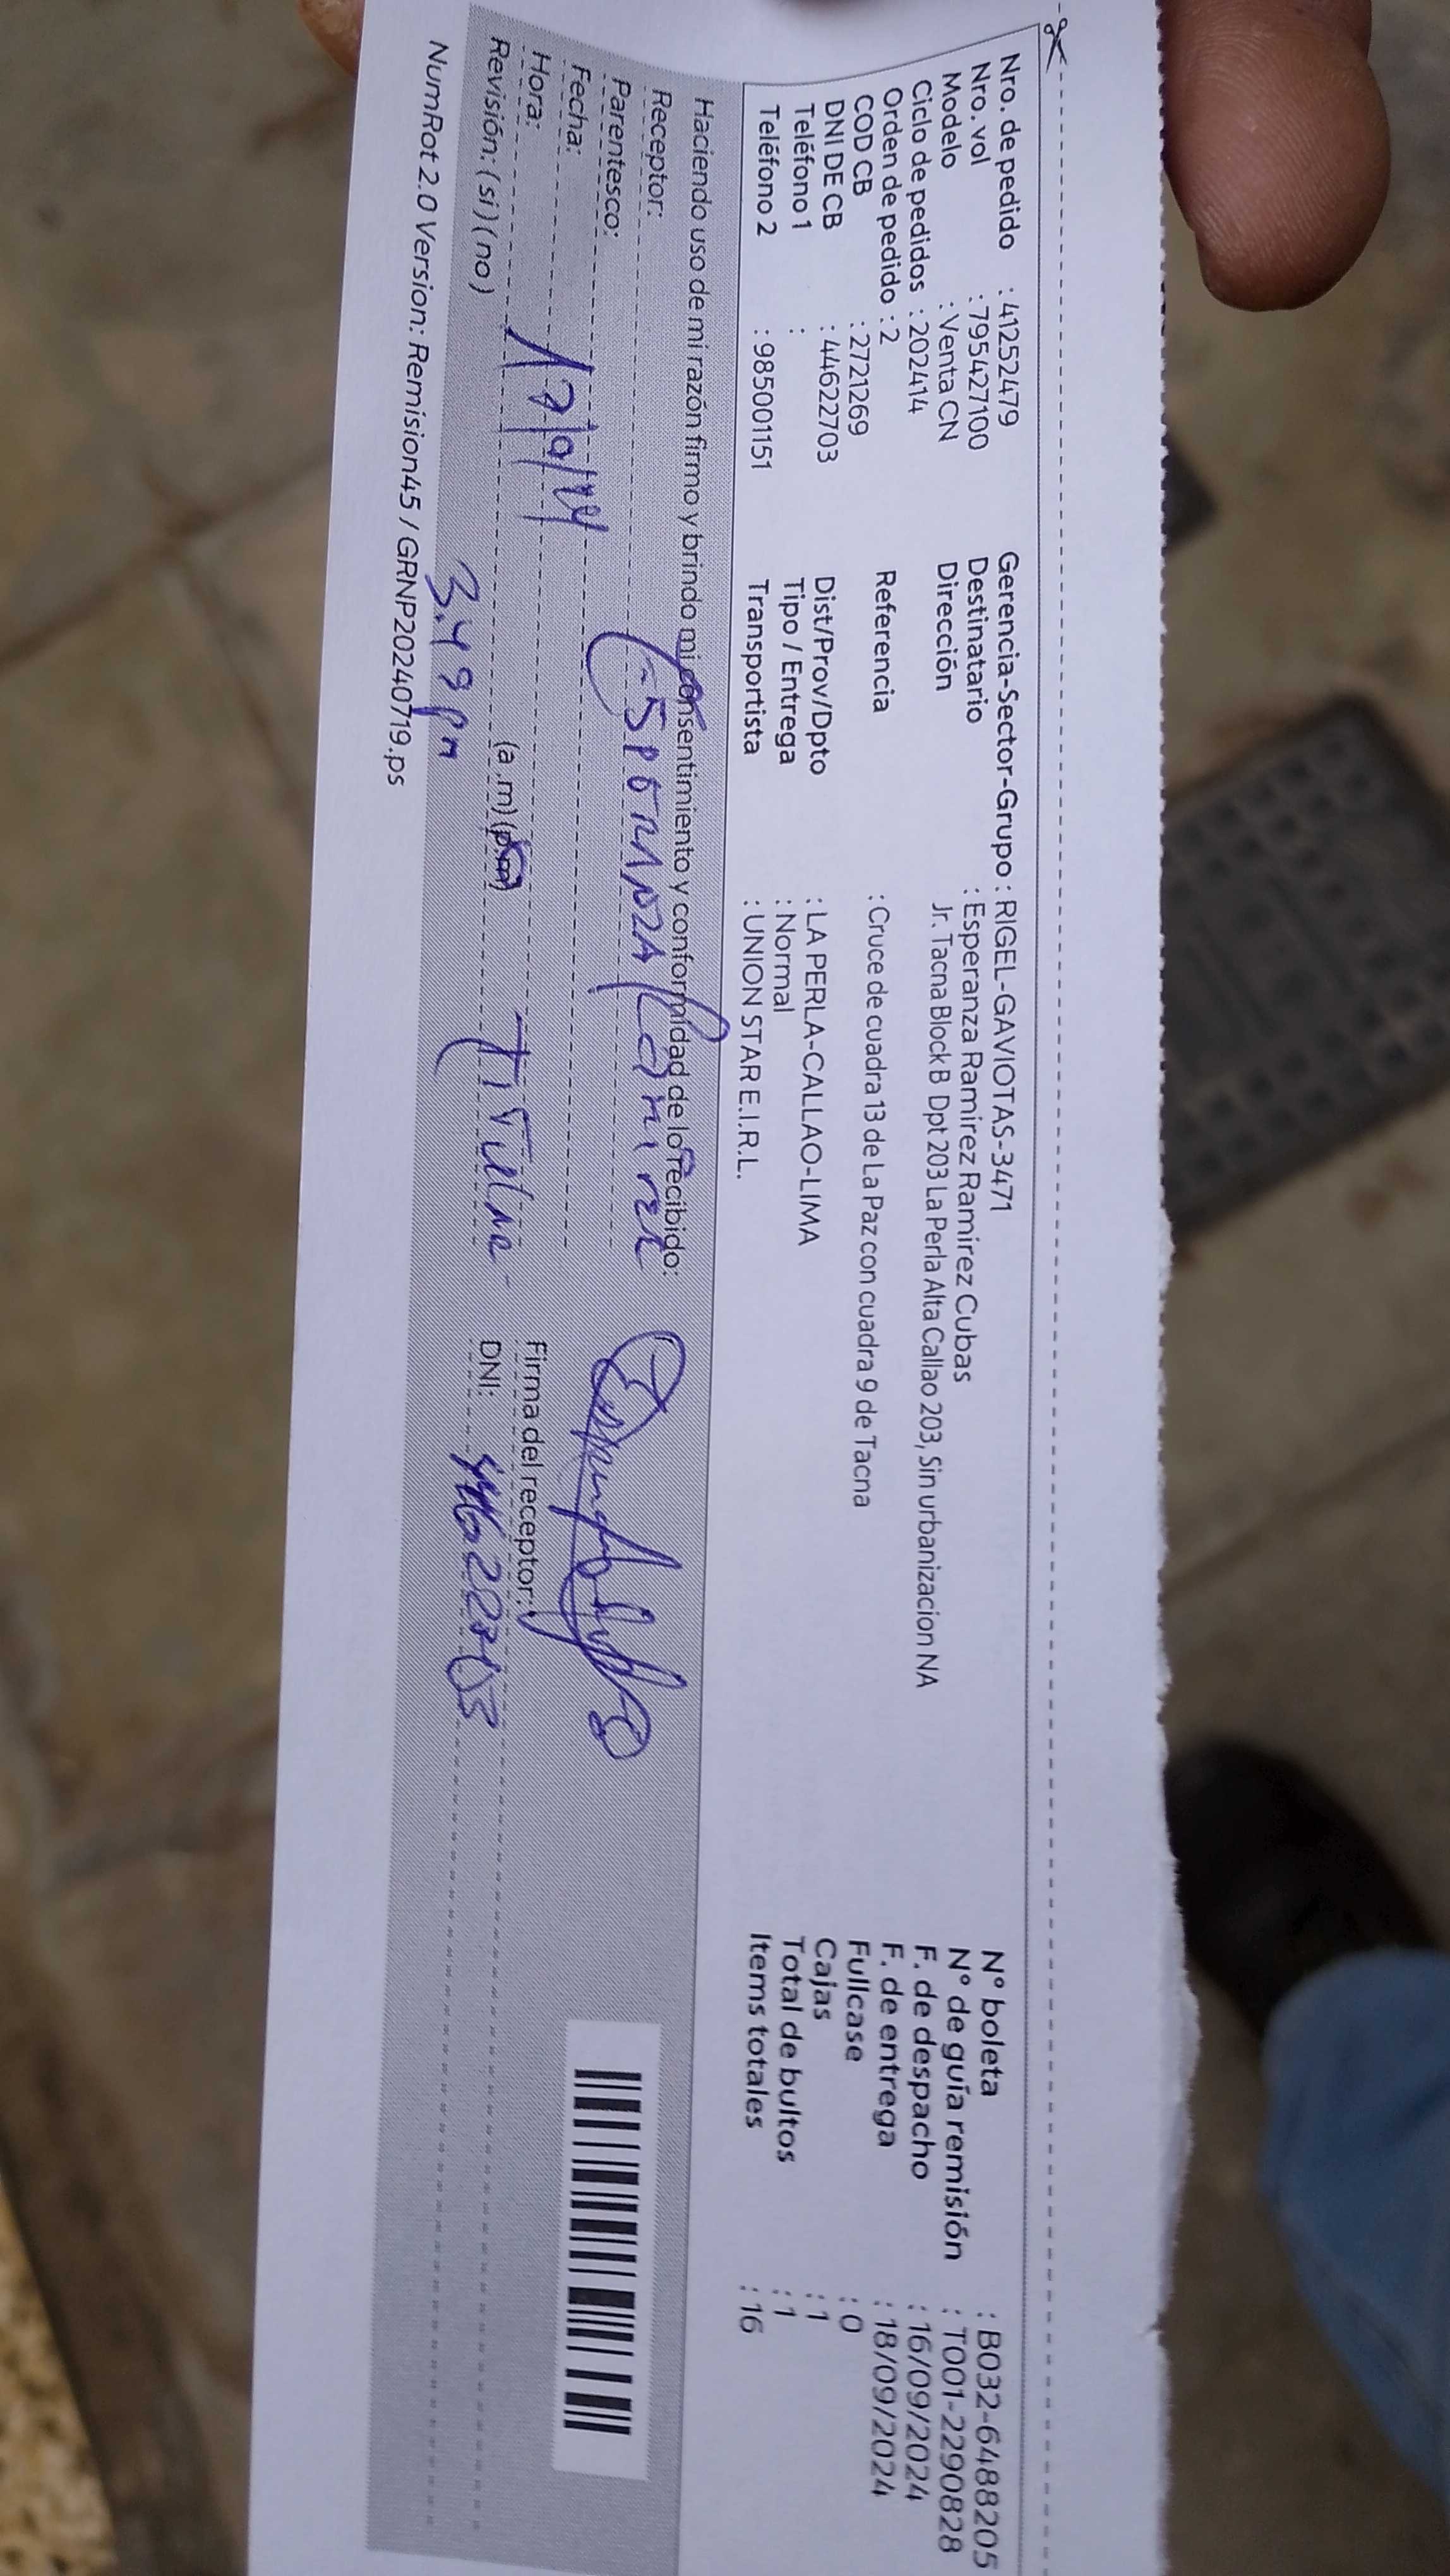 Nro. de pedido : 41252479
Nro. vol : 795427100
Modelo : Venta CN
Ciclo de pedidos : 202414
Orden de pedido : 2
COD CB : 2721269
DNI DE CB : 44622703
Teléfono 1 :
Teléfono 2 : 985001151
Gerencia-Sector-Grupo : RIGEL-GAVIOTAS-3471
Destinatario : Esperanza Ramirez Ramirez Cubas
Dirección Jr. Tacna Block B Dpt 203 La Perla Alta Callao 203, Sin urbanizacion NA
Referencia : Cruce de cuadra 13 de La Paz con cuadra 9 de Tacna
Dist/Prov/Dpto : LA PERLA-CALLAO-LIMA
Tipo / Entrega : Normal
Transportista : UNION STAR E.I.R.L.
N° boleta : B032-6488205
N° de guía remisión : T001-2290828
F. de despacho : 16/09/2024
F. de entrega : 18/09/2024
Fullcase : 0
Cajas : 1
Total de bultos : 1
Items totales : 16
Haciendo uso de mi razón firmo y brindo mi consentimiento y conformidad de lo recibido:
Receptor: Esperanza Ramirez
Parentesco:
Fecha: 17/9/24
Hora: 3.49 pm (a.m) (p.m)
Revisión: (si) (no)
Firma del receptor:
DNI: 44622703
NumRot 2.0 Version: Remision45 / GRNP20240719.ps